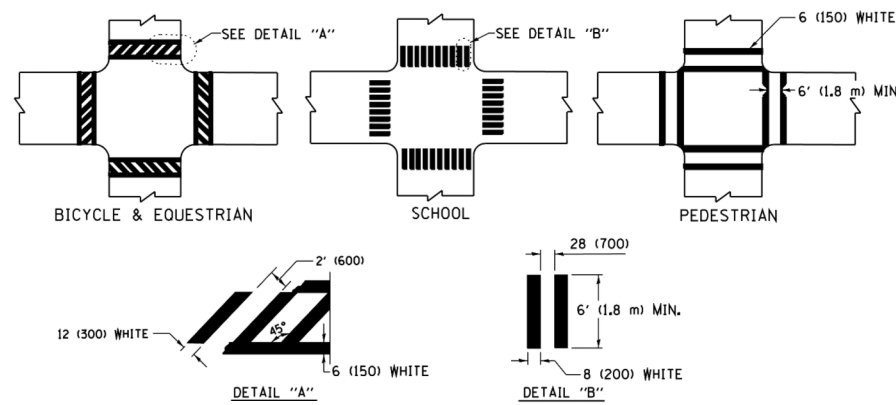 SEE DETAIL "A"
SEE DETAIL "B"
6 (150) WHITE
6' (1.8 m) MIN.
BICYCLE & EQUESTRIAN
SCHOOL
PEDESTRIAN
2' (600)
12 (300) WHITE
45°
6 (150) WHITE
DETAIL "A"
28 (700)
6' (1.8 m) MIN.
8 (200) WHITE
DETAIL "B"